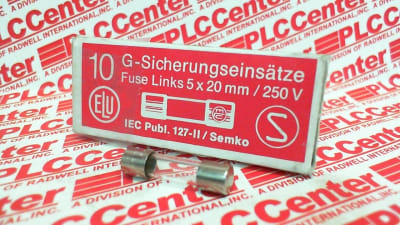 10 G-Sicherungseinsätze
Fuse Links 5 x 20 mm / 250 V
ELU
S
IEC Publ. 127-II / Semko
PLCCenter
A DIVISION OF RADWELL INTERNATIONAL, INC.